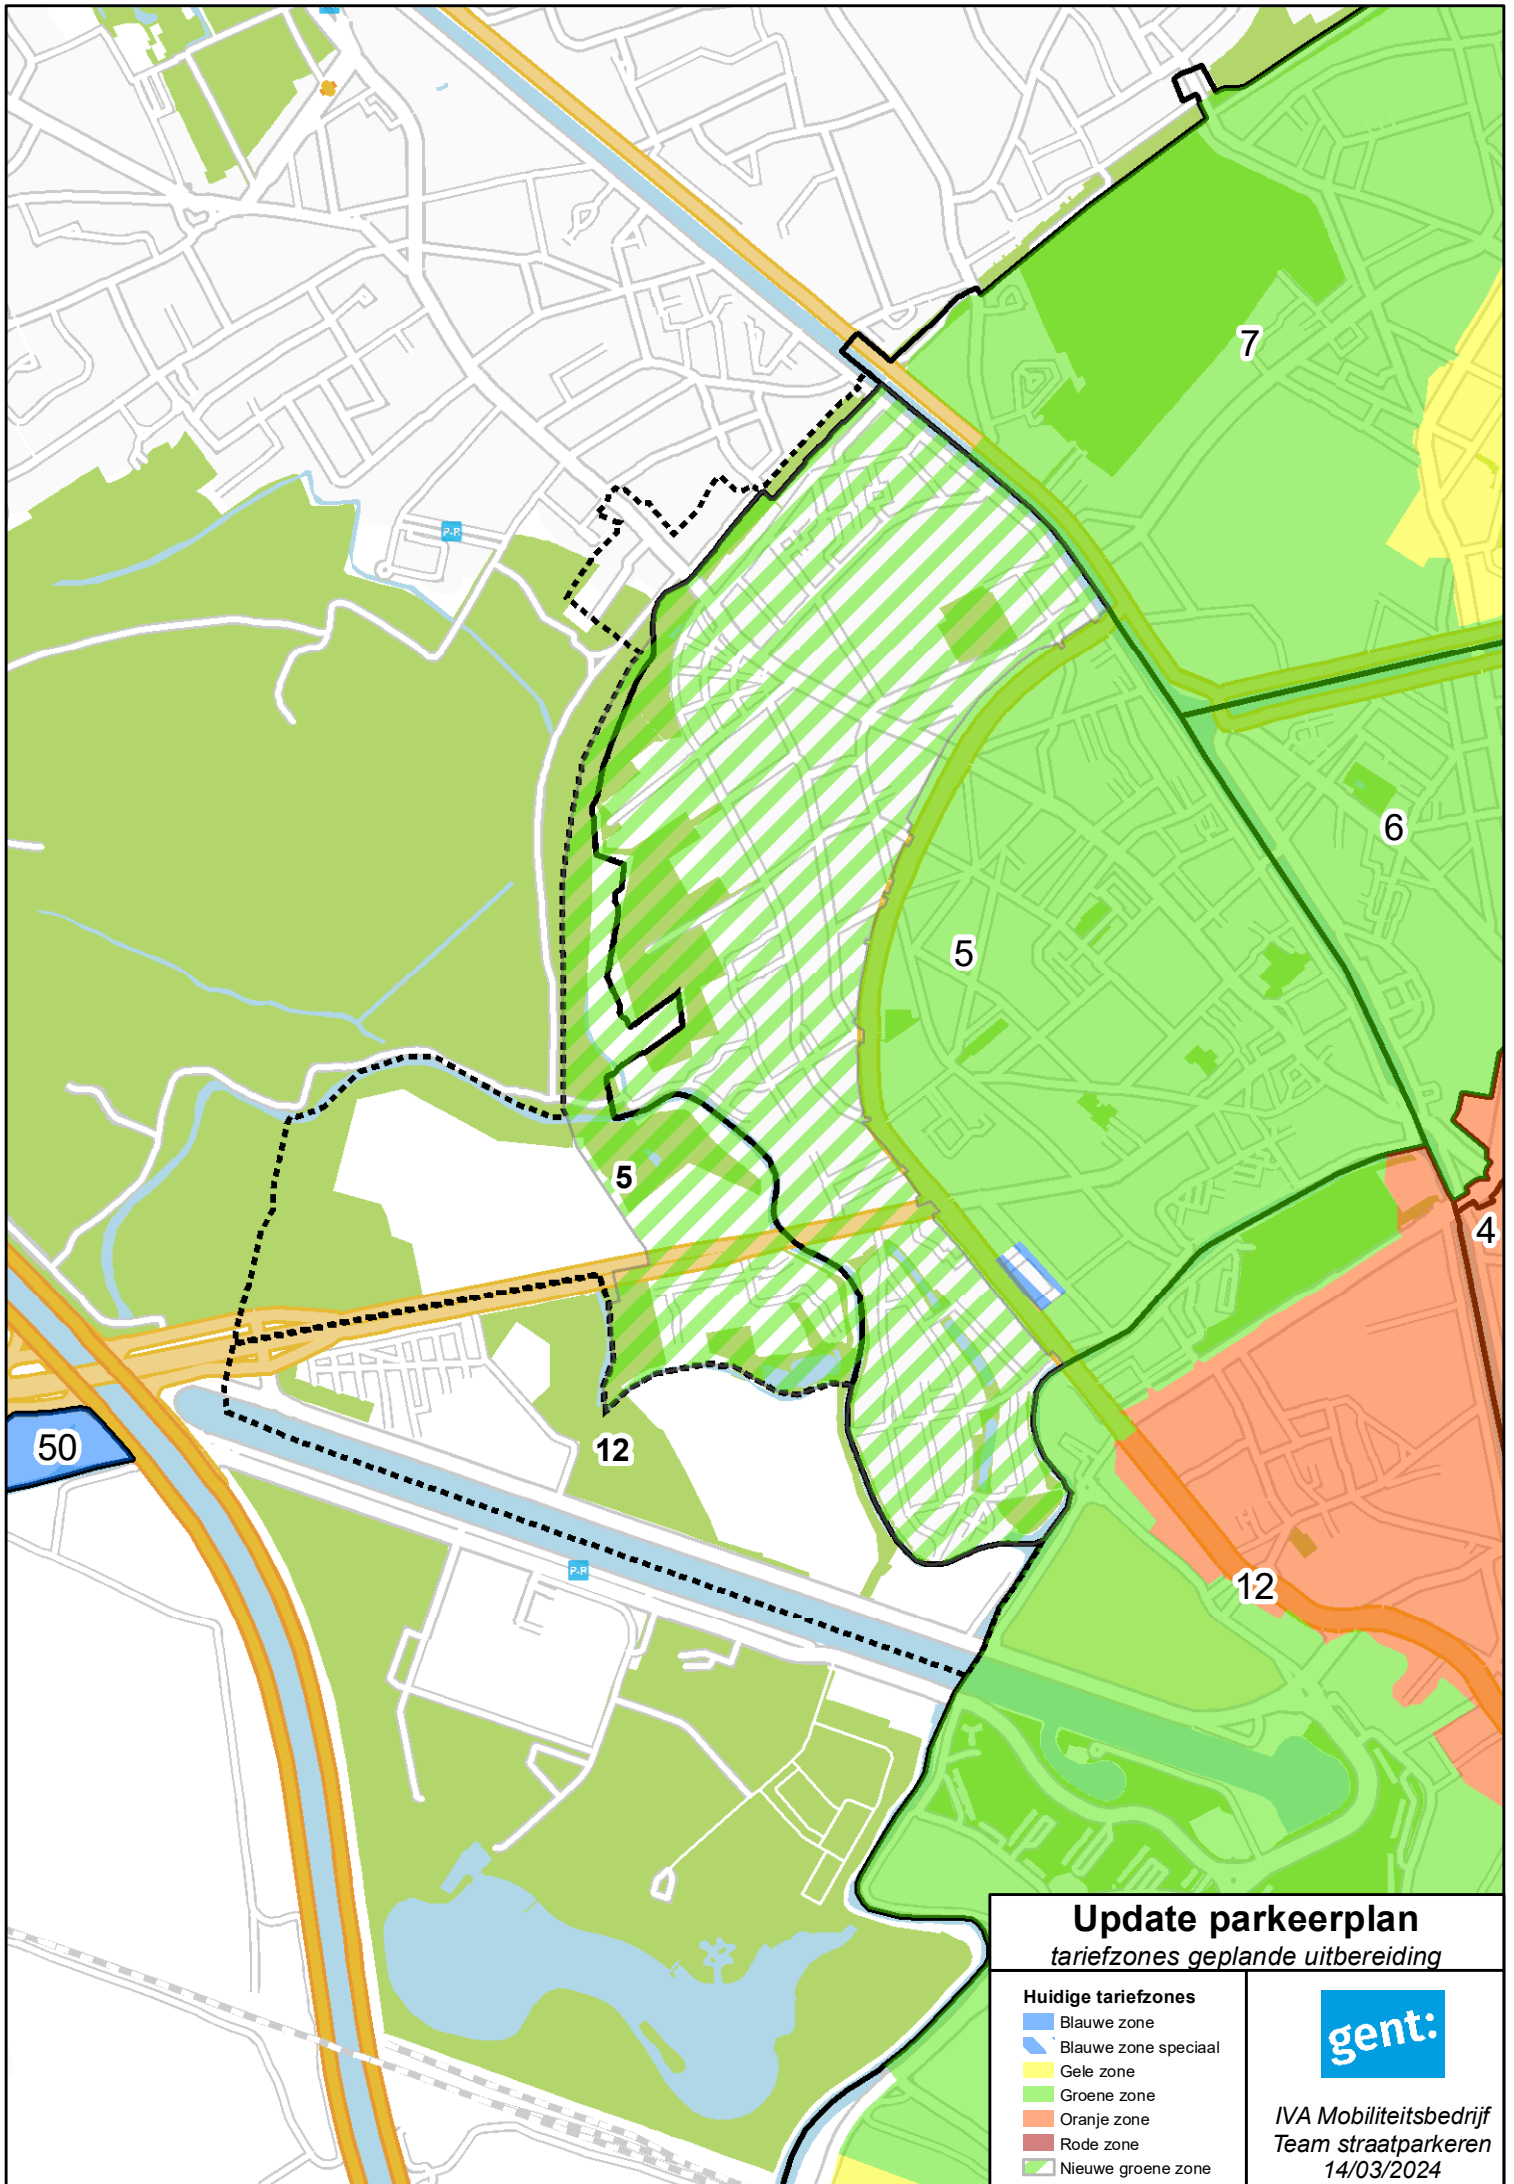 7
P-R
6
5
5
4
50
12
P-R
12
Update parkeerplan
tariefzones geplande uitbereiding
Huidige tariefzones
Blauwe zone
Blauwe zone speciaal
Gele zone
Groene zone
Oranje zone
Rode zone
Nieuwe groene zone
gent:
IVA Mobiliteitsbedrijf
Team straatparkeren
14/03/2024